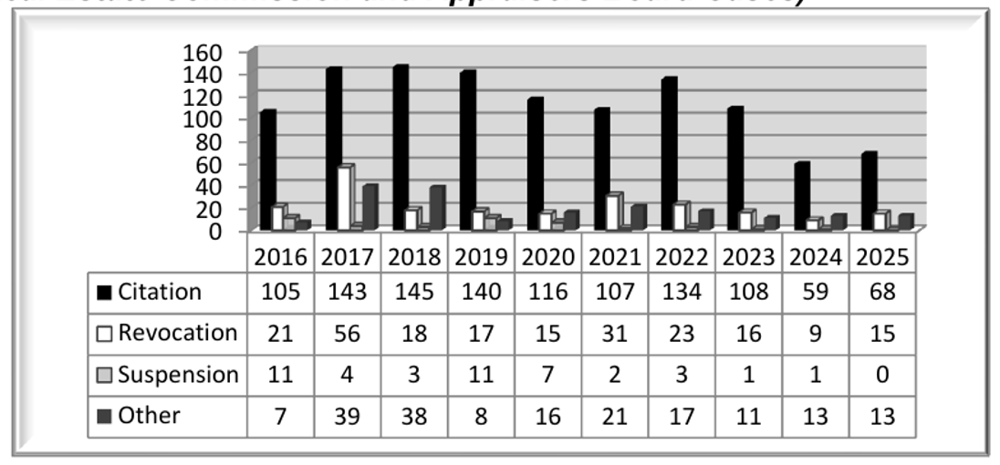 160
140
120
100
80
60
40
20
0
2016 2017 2018 2019 2020 2021 2022 2023 2024 2025
Citation 105 143 145 140 116 107 134 108 59 68
Revocation 21 56 18 17 15 31 23 16 9 15
Suspension 11 4 3 11 7 2 3 1 1 0
Other 7 39 38 8 16 21 17 11 13 13